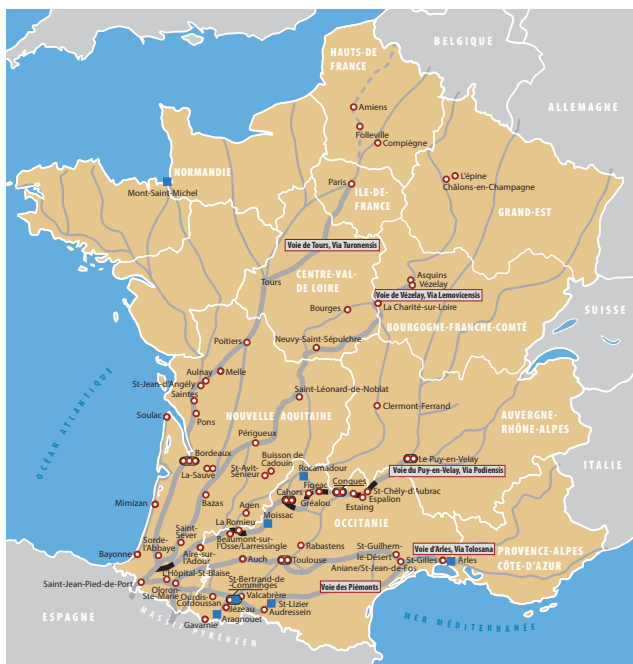 BELGIQUE
HAUTS-DE
FRANCE
ALLEMAGNE
Amiens
Folleville
Compiègne
NORMANDIE
Mont-Saint-Michel
Paris
ILE-DE-
FRANCE
L'épine
Châlons-en-Champagne
GRAND-EST
Voie de Tours, Via Turonensis
CENTRE-VAL-
DE LOIRE
Tours
Asquins
Vézelay
Voie de Vézelay, Via Lemovicensis
Bourges
La Charité-sur-Loire
SUISSE
BOURGOGNE-FRANCHE-COMTÉ
Neuvy-Saint-Sépulchre
Poitiers
OCÉAN ATLANTIQUE
Aulnay
Melle
St-Jean-d'Angély
Saintes
Saint-Léonard-de-Noblat
Clermont-Ferrand
AUVERGNE-
RHÔNE-ALPES
Soulac
Pons
NOUVELLE AQUITAINE
Périgueux
Bordeaux
La-Sauve
St-Avit-
Sénieur
Buisson de
Cadouin
Rocamadour
Le Puy-en-Velay
Voie du Puy-en-Velay, Via Podiensis
ITALIE
Figeac
Conques
St-Chély-d'Aubrac
Cahors
Gréalou
Espalion
Estaing
Mimizan
Bazas
Agen
Moissac
OCCITANIE
La Romieu
Beaumont-sur-
l'Osse/Larressingle
Saint-
Sever
Sorde-
l'Abbaye
Aire-sur-
l'Adour
Bayonne
Auch
Rabastens
Toulouse
St-Guilhem-
le-Désert
Aniane/St-Jean-de-Fos
St-Gilles
Voie d'Arles, Via Tolosana
Arles
PROVENCE-ALPES
CÔTE-D'AZUR
Saint-Jean-Pied-de-Port
L'Hôpital-St-Blaise
Oloron-
Ste-Marie
Ourdis-
Cotdoussan
St-Bertrand-de
-Comminges
Valcabrère
Jézeau
St-Lizier
Audressein
Voie des Piémonts
Gavarnie
Aragnouet
ESPAGNE
MASSIF PYRÉNÉEN
MER MÉDITERRANÉE